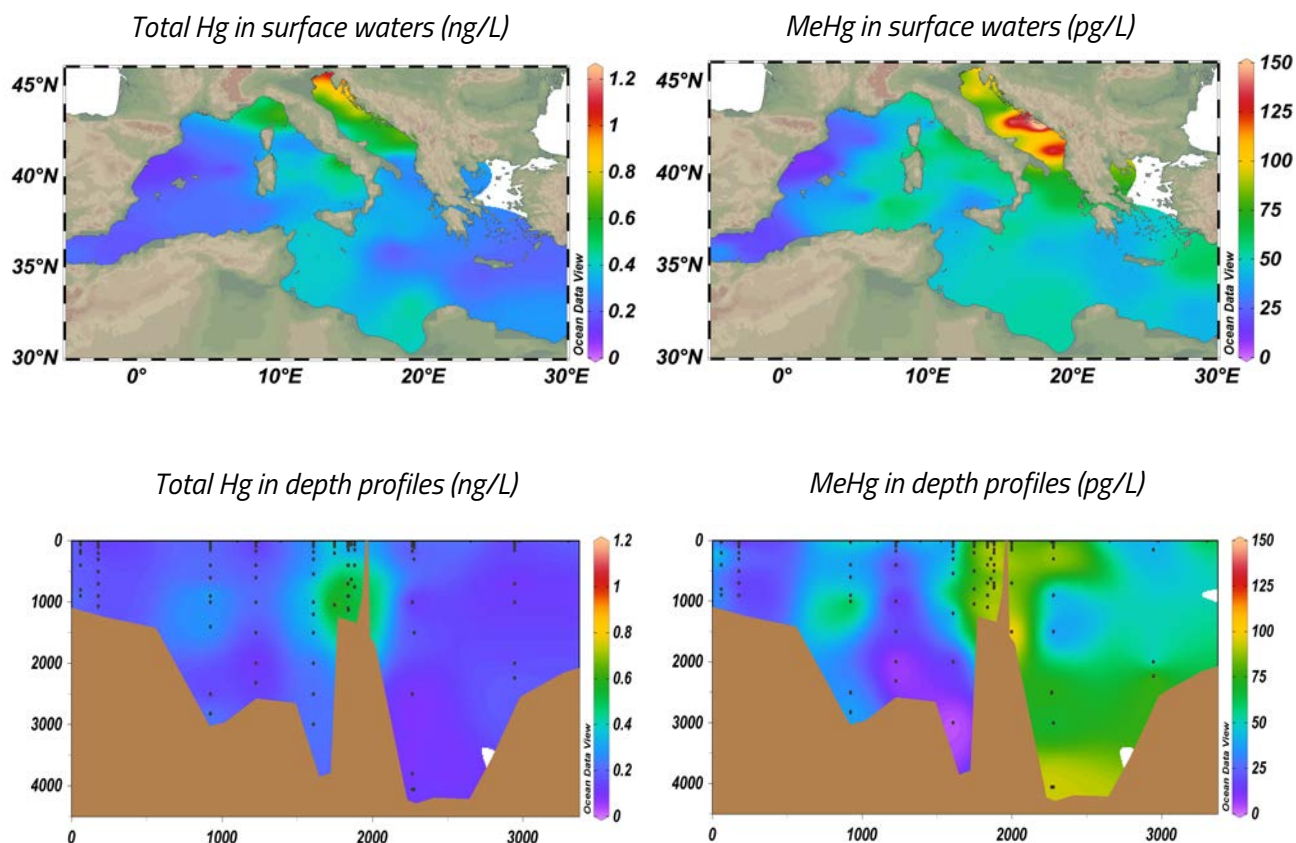 Total Hg in surface waters (ng/L)
MeHg in surface waters (pg/L)
45°N
40°N
35°N
30°N
0°
10°E
20°E
30°E
Ocean Data View
1.2
1
0.8
0.6
0.4
0.2
0
45°N
40°N
35°N
30°N
0°
10°E
20°E
30°E
Ocean Data View
150
125
100
75
50
25
0
Total Hg in depth profiles (ng/L)
MeHg in depth profiles (pg/L)
0
1000
2000
3000
4000
0
1000
2000
3000
Ocean Data View
1.2
1
0.8
0.6
0.4
0.2
0
0
1000
2000
3000
4000
0
1000
2000
3000
Ocean Data View
150
125
100
75
50
25
0